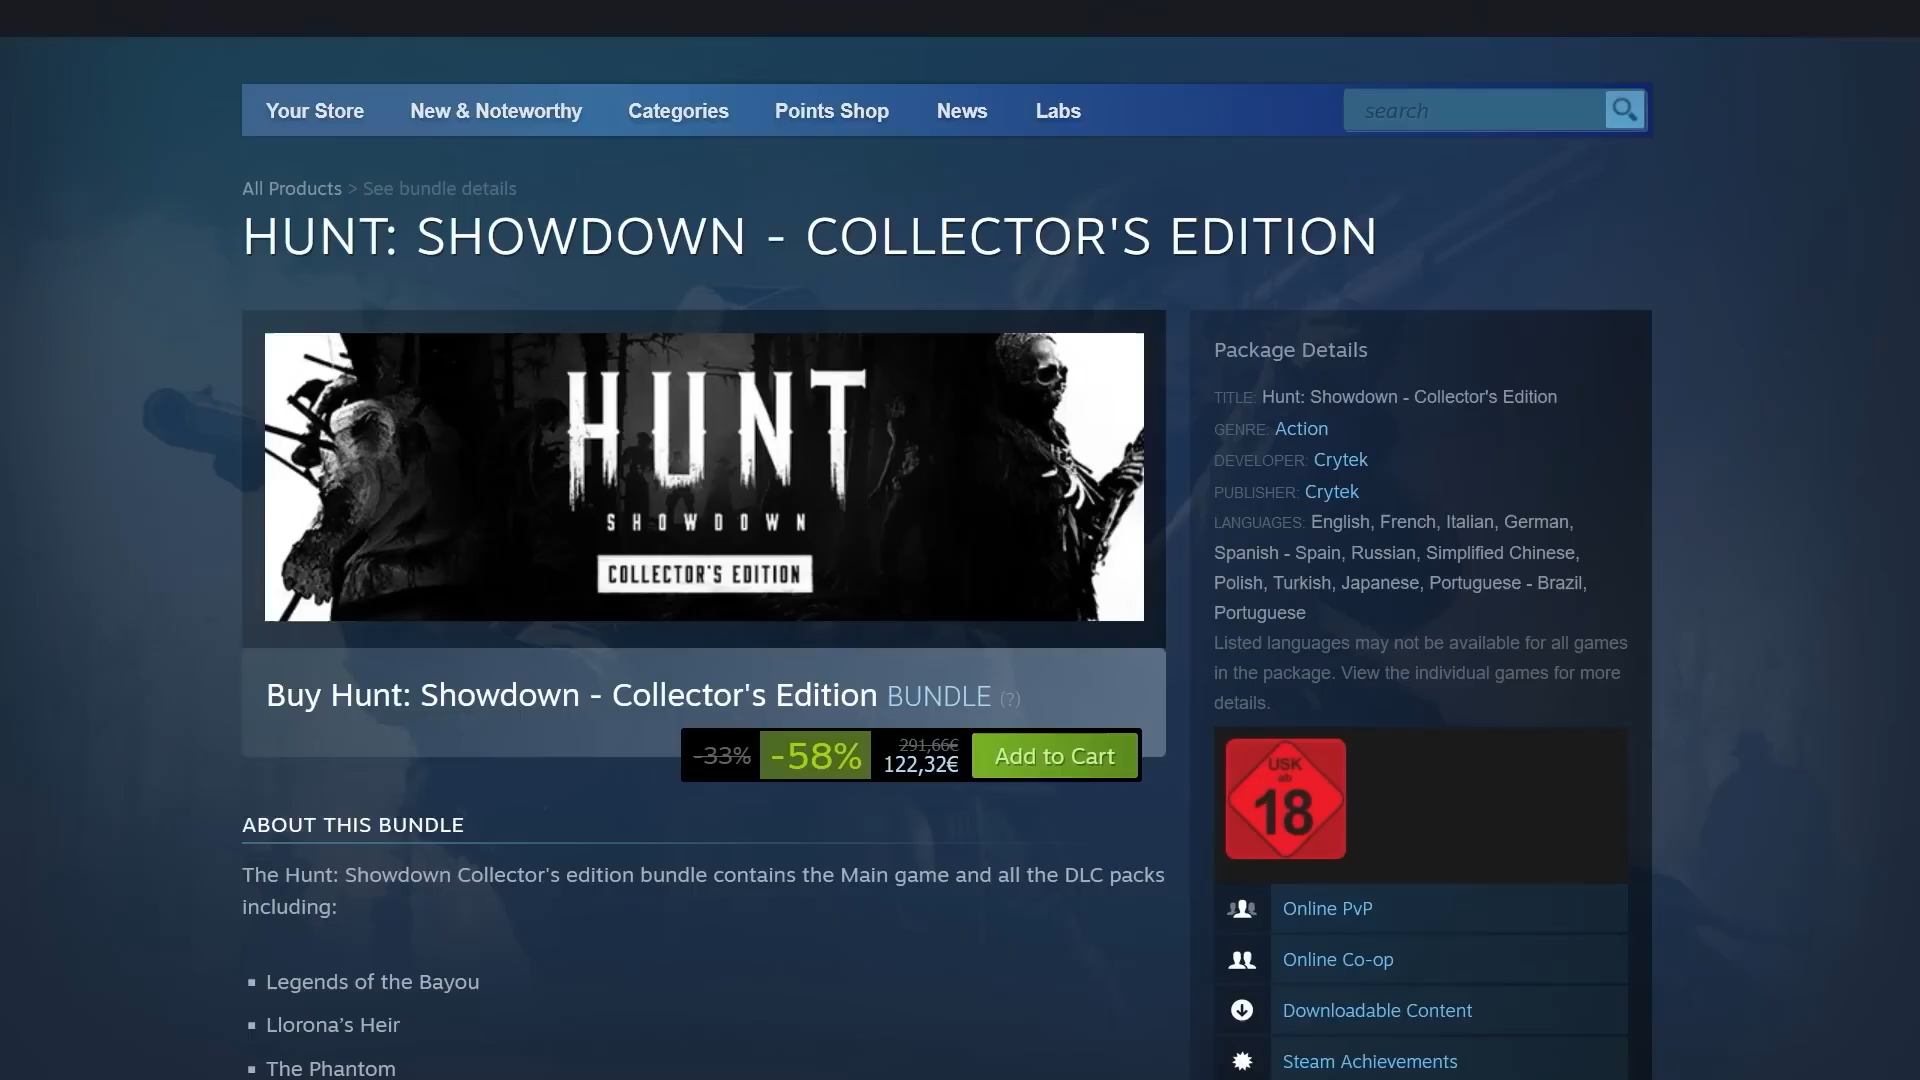 Your Store New & Noteworthy Categories Points Shop News Labs search
All Products > See bundle details
HUNT: SHOWDOWN - COLLECTOR'S EDITION
HUNT
SHOWDOWN
COLLECTOR'S EDITION
Buy Hunt: Showdown - Collector's Edition BUNDLE (?)
-33% -58% 291,66€ 122,32€ Add to Cart
ABOUT THIS BUNDLE
The Hunt: Showdown Collector's edition bundle contains the Main game and all the DLC packs
including:
▪ Legends of the Bayou
▪ Llorona’s Heir
▪ The Phantom
Package Details
TITLE: Hunt: Showdown - Collector's Edition
GENRE: Action
DEVELOPER: Crytek
PUBLISHER: Crytek
LANGUAGES: English, French, Italian, German,
Spanish - Spain, Russian, Simplified Chinese,
Polish, Turkish, Japanese, Portuguese - Brazil,
Portuguese
Listed languages may not be available for all games
in the package. View the individual games for more
details.
USK
ab
18
Online PvP
Online Co-op
Downloadable Content
Steam Achievements